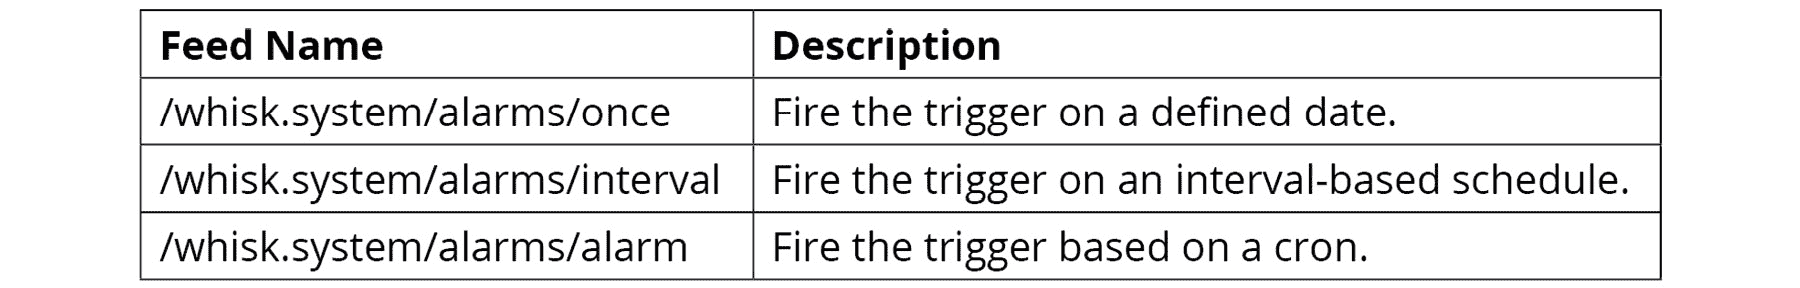 Feed Name Description
/whisk.system/alarms/once Fire the trigger on a defined date.
/whisk.system/alarms/interval Fire the trigger on an interval-based schedule.
/whisk.system/alarms/alarm Fire the trigger based on a cron.